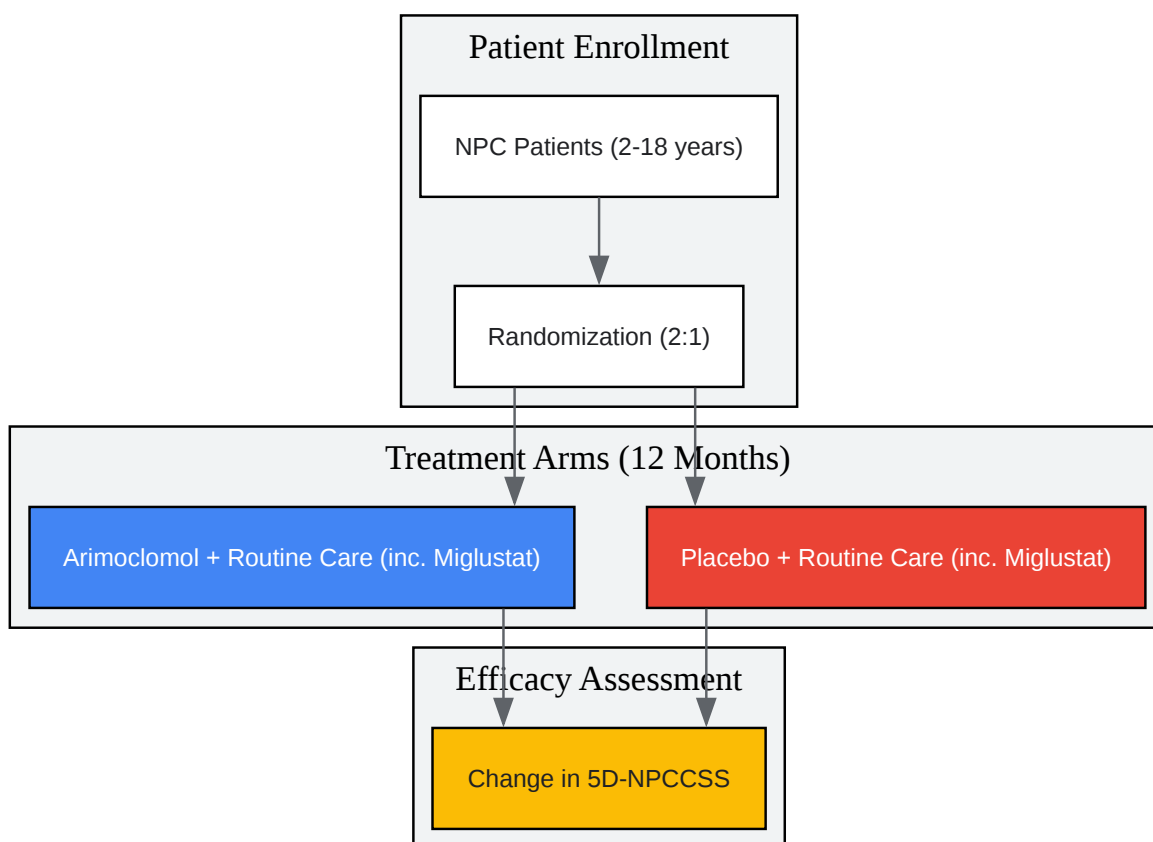 Patient Enrollment
NPC Patients (2-18 years)
Randomization (2:1)
Treatment Arms (12 Months)
Arimoclomol + Routine Care (inc. Miglustat)
Placebo + Routine Care (inc. Miglustat)
Efficacy Assessment
Change in 5D-NPCCSS